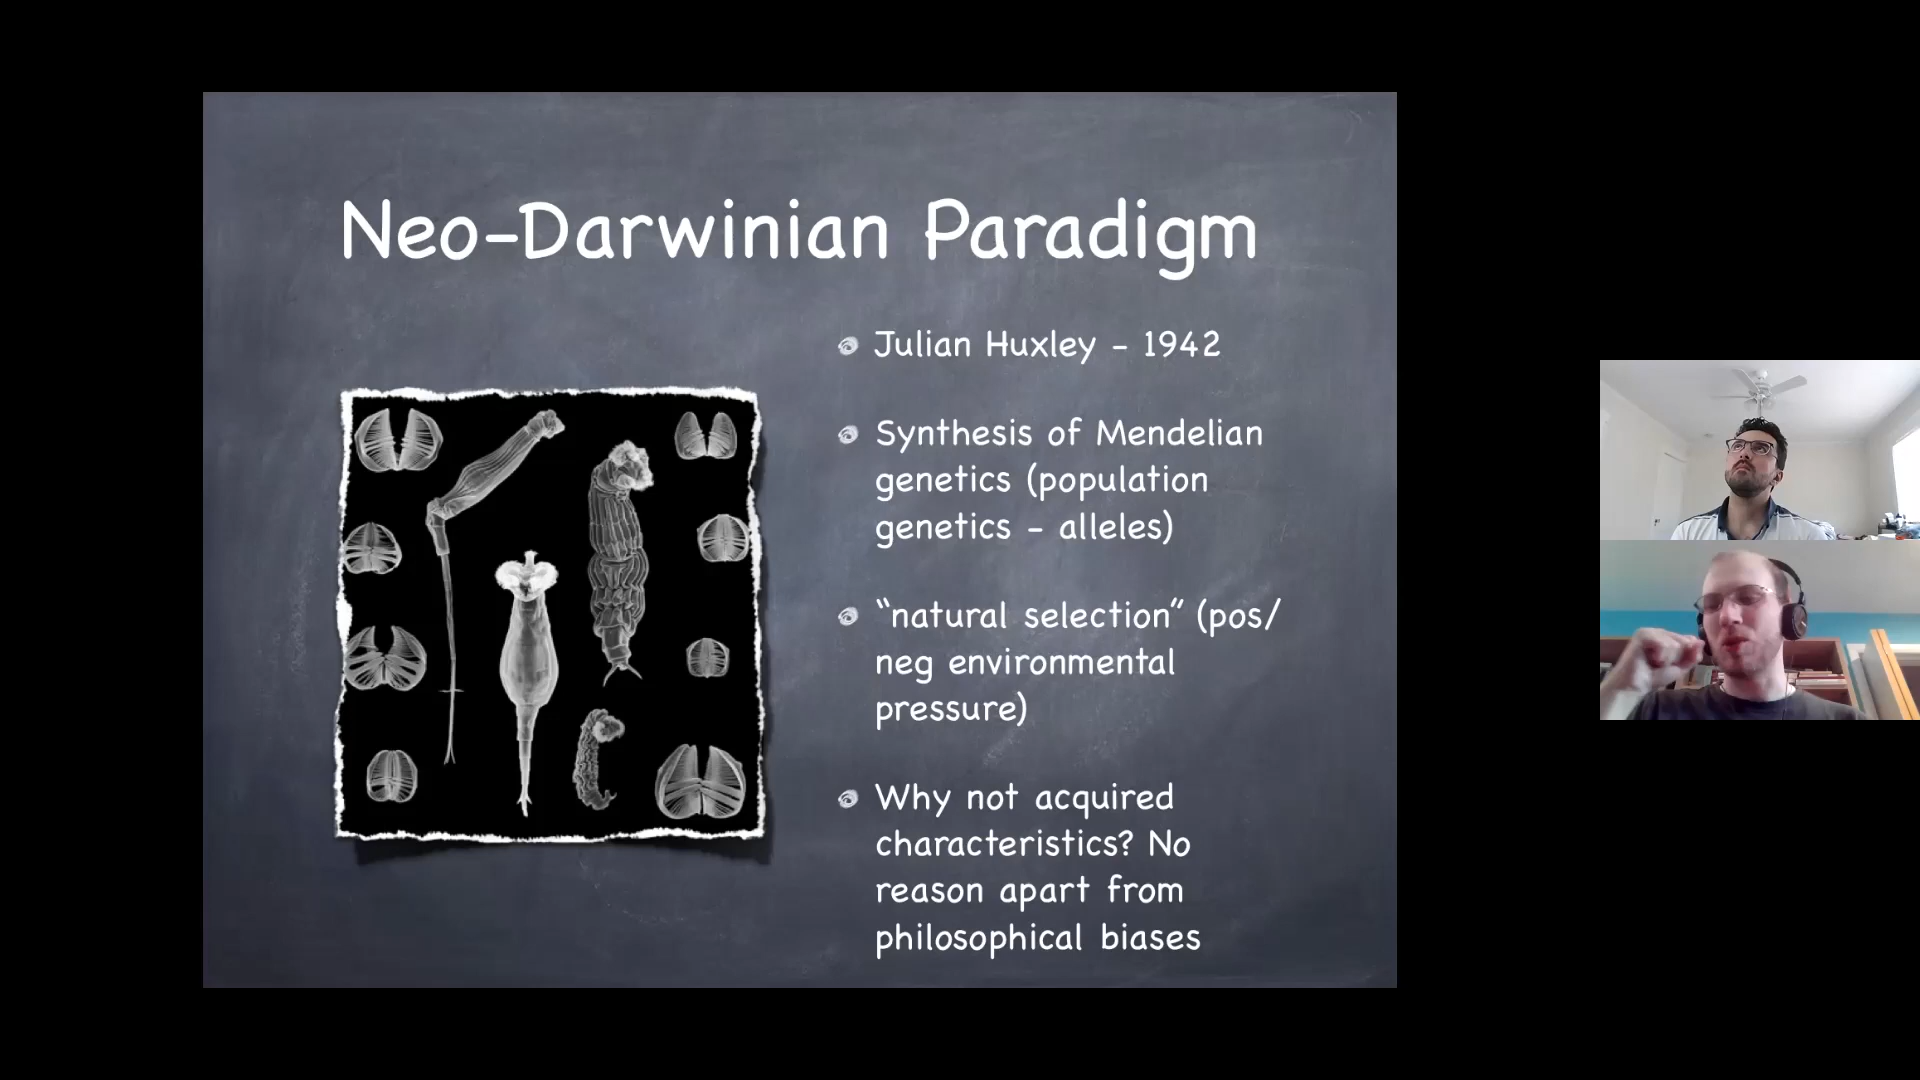 Neo-Darwinian Paradigm
Julian Huxley - 1942
Synthesis of Mendelian
genetics (population
genetics - alleles)
"natural selection" (pos/
neg environmental
pressure)
Why not acquired
characteristics? No
reason apart from
philosophical biases